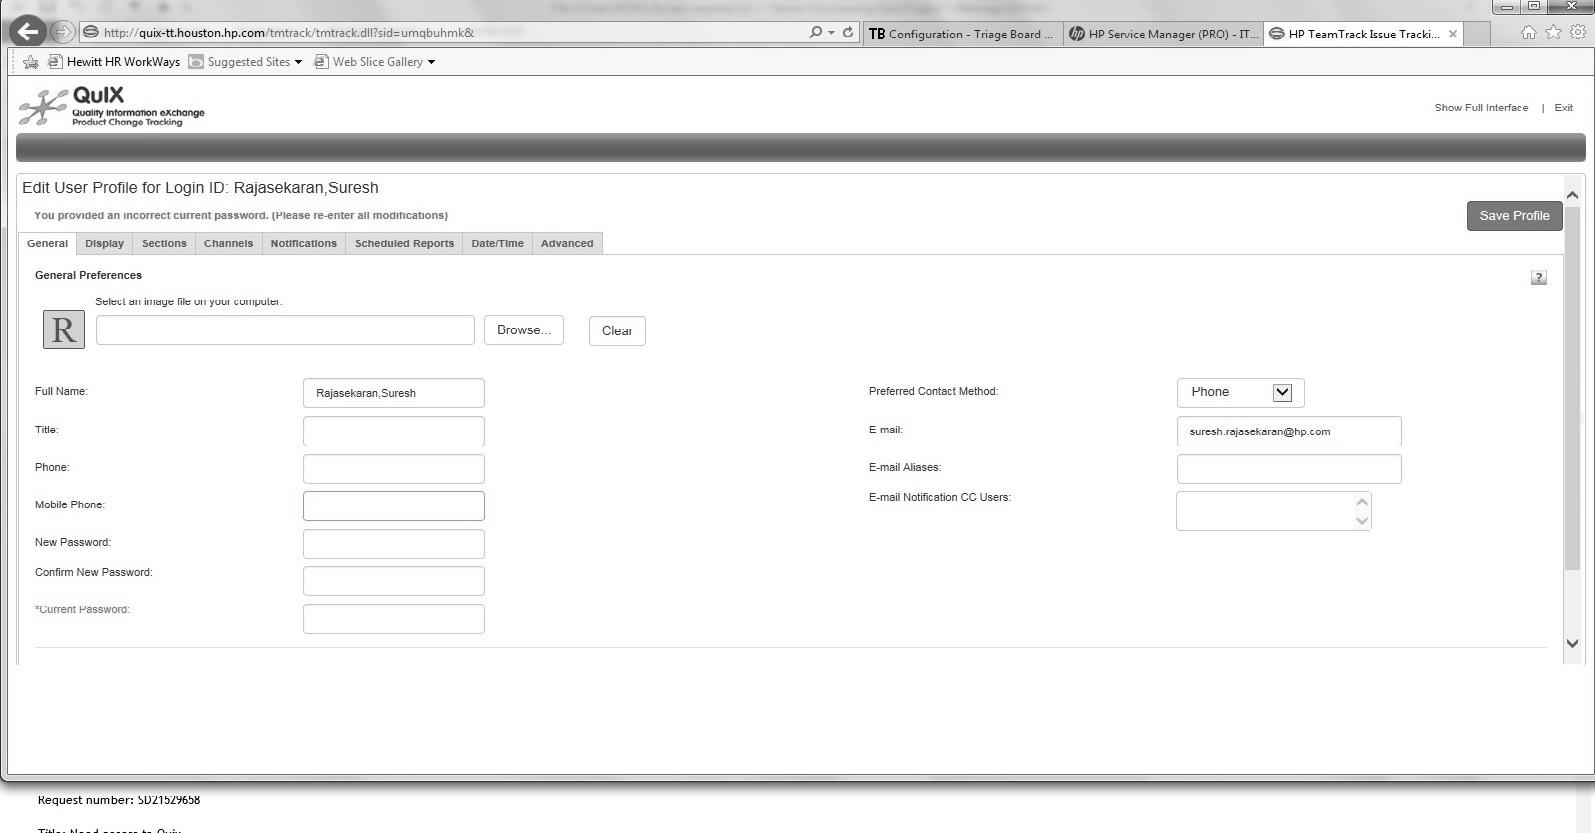 http://quix-tt.houston.hp.com/tmtrack/tmtrack.dll?sid=umqbuhmk&
TB Configuration - Triage Board ...
HP Service Manager (PRO) - IT...
HP TeamTrack Issue Tracki...
Hewitt HR WorkWays
Suggested Sites
Web Slice Gallery
QuIX
Quality Information eXchange
Product Change Tracking
Show Full Interface | Exit
Edit User Profile for Login ID: Rajasekaran,Suresh
You provided an incorrect current password. (Please re-enter all modifications)
Save Profile
General Display Sections Channels Notifications Scheduled Reports Date/Time Advanced
General Preferences
?
Select an image file on your computer.
R
Browse...
Clear
Full Name: Rajasekaran,Suresh
Preferred Contact Method: Phone
Title:
E-mail: suresh.rajasekaran@hp.com
Phone:
E-mail Aliases:
Mobile Phone:
E-mail Notification CC Users:
New Password:
Confirm New Password:
*Current Password:
Request number: SD21529658
Title: Need access to Quix